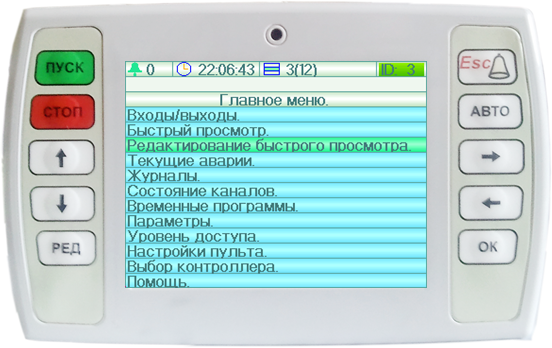 ПУСК
СТОП
РЕД
0 22:06:43 3(12) ID: 3
Главное меню.
Входы/выходы.
Быстрый просмотр.
Редактирование быстрого просмотра.
Текущие аварии.
Журналы.
Состояние каналов.
Временные программы.
Параметры.
Уровень доступа.
Настройки пульта.
Выбор контроллера.
Помощь.
Esc
АВТО
ОК